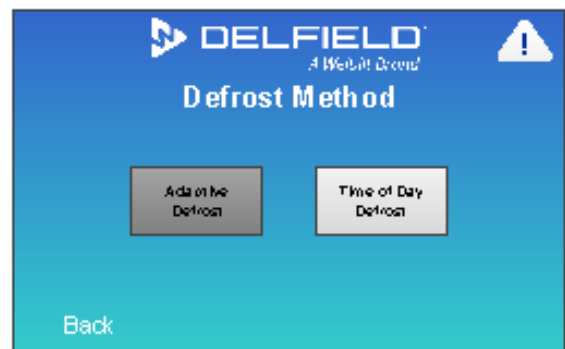 DELFIELD
A Welbilt Brand
Defrost Method
Adaptive
Defrost
Time of Day
Defrost
Back